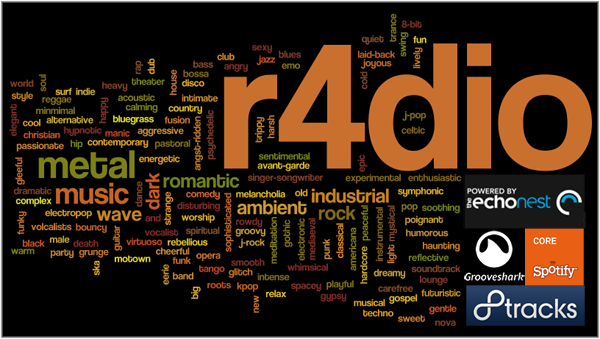 r4dio
trance
8-bit
quiet
swing
fun
lively
laid-back
joyous
cold
sexy
blues
club
jazz
emo
angry
bass
bossa
disco
rap
dub
house
theater
intimate
country
world
soul
style
surf
indie
heavy
reggae
minmimal
acoustic
calming
happy
elegant
cool
alternative
bluegrass
fusion
christian
hypnotic
manic
aggressive
passionate
hip
contemporary
pastoral
angst-ridden
psychedelic
trippy
harsh
j-pop
celtic
gleeful
metal
energetic
sentimental
avant-garde
epic
dramatic
music
dance
dark
romantic
singer-songwriter
experimental
enthusiastic
complex
comedy
melancholia
old
industrial
symphonic
funky
electropop
wave
strange
worship
sophisticated
ambient
rock
pop
soothing
volcalists
bouncy
and
vocalist
spiritual
rowdy
groovy
meditation
gothic
electronic
mediaeval
punk
classical
americana
peaceful
hardcore
instrumental
light
mystical
poignant
humorous
haunting
black
male
death
guitar
virtuoso
rebellious
j-rock
reflective
warm
party
grunge
disturbing
cheerful
opera
smooth
whimsical
dreamy
soundtrack
ska
motown
eerie
funk
tango
glitch
intense
spacey
playful
carefree
lounge
band
big
roots
kpop
new
relax
gypsy
musical
gospel
futuristic
techno
sweet
gentle
nova
POWERED BY
the echonest
Grooveshark
CORE
Spotify
8tracks